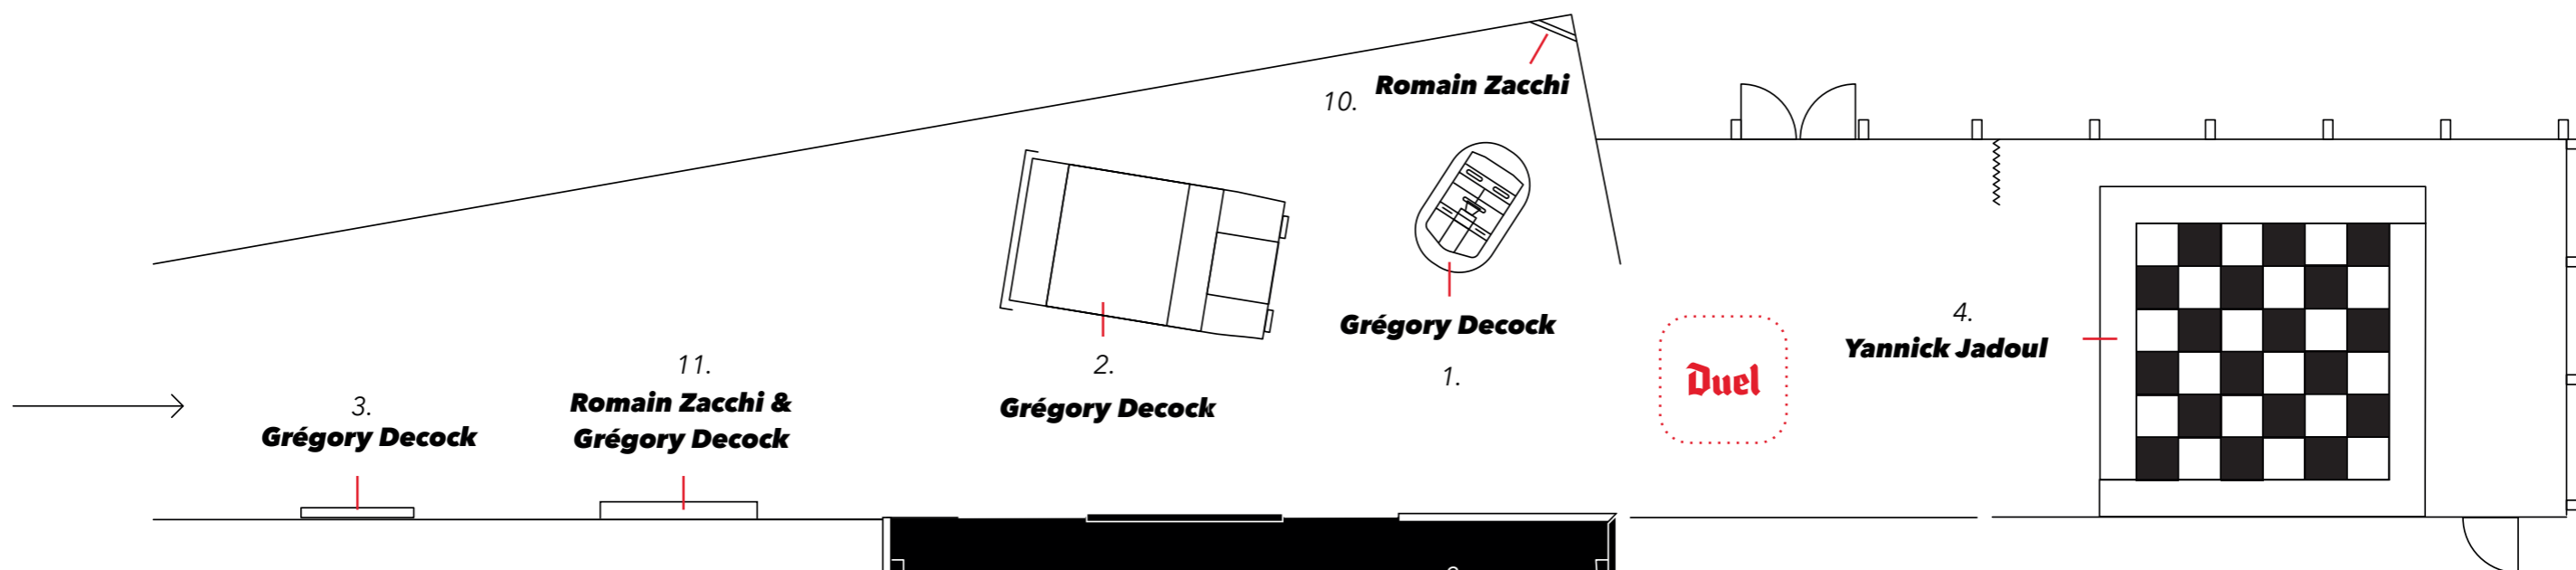 10.
Romain Zacchi
Grégory Decock
1.
4.
Yannick Jadoul
Duel
11.
Romain Zacchi &
Grégory Decock
2.
Grégory Decock
3.
Grégory Decock